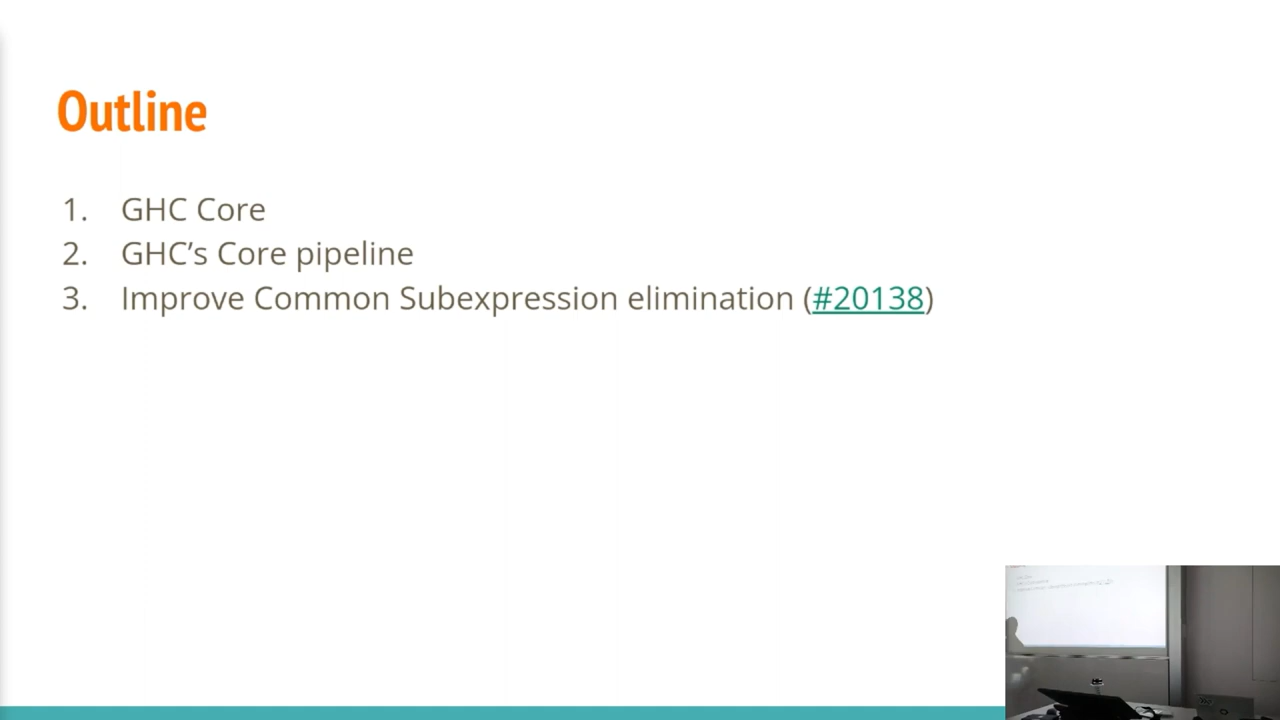 Outline
1. GHC Core
2. GHC’s Core pipeline
3. Improve Common Subexpression elimination (#20138)